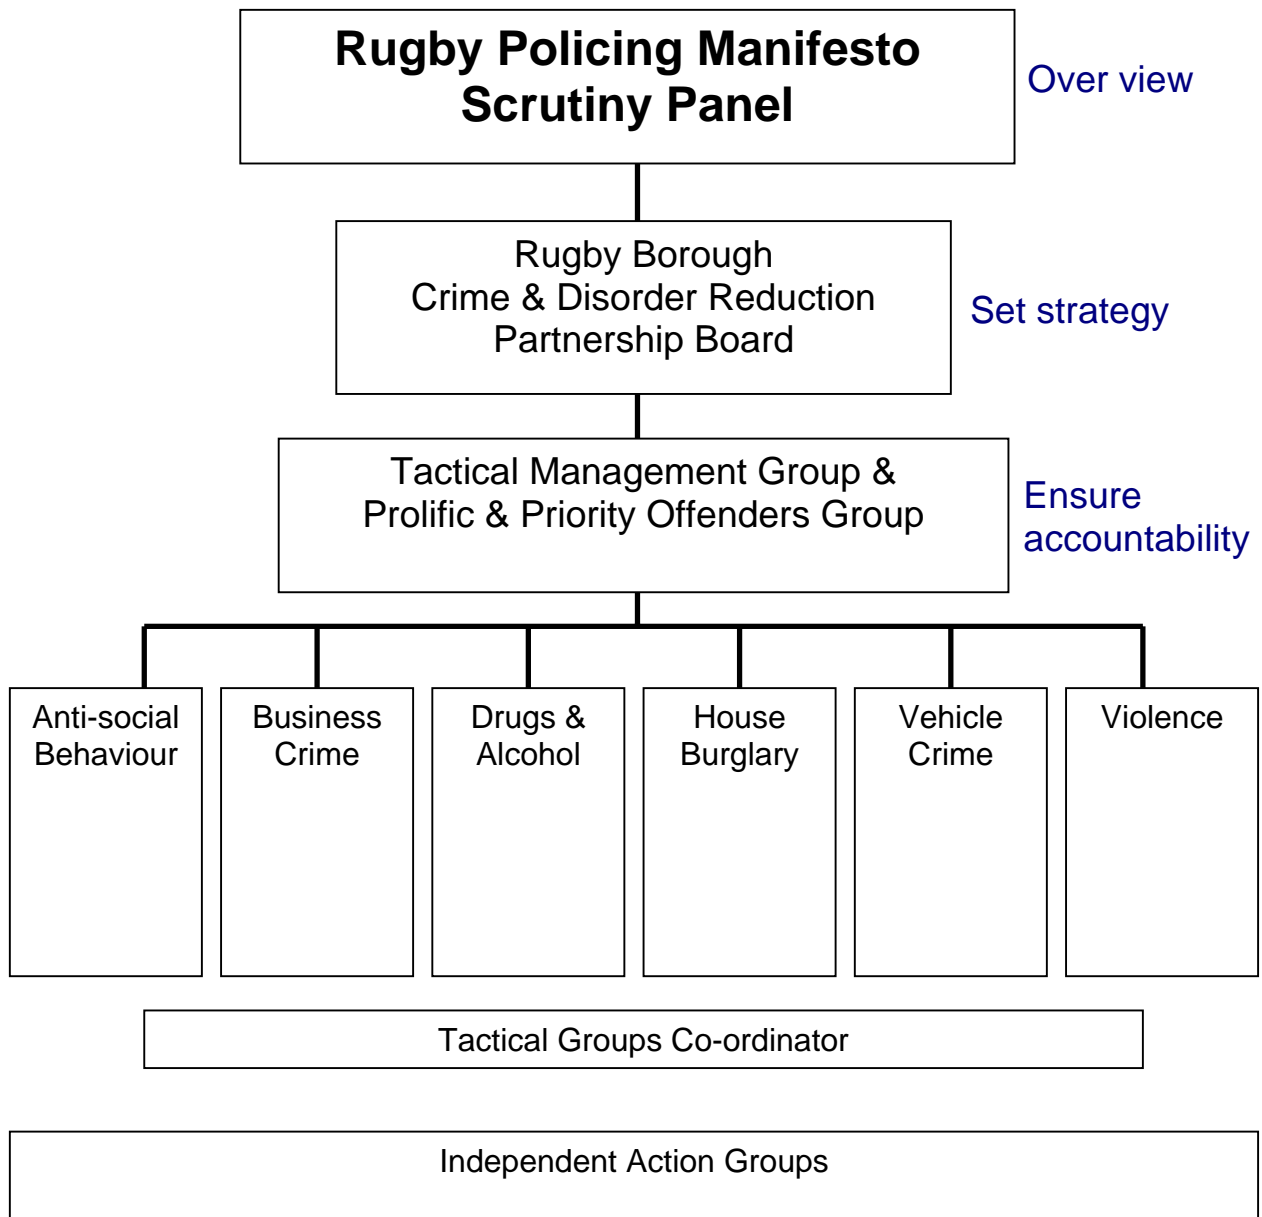 Rugby Policing Manifesto
Scrutiny Panel
Over view
Rugby Borough
Crime & Disorder Reduction
Partnership Board
Set strategy
Tactical Management Group &
Prolific & Priority Offenders Group
Ensure
accountability
Anti-social
Behaviour
Business
Crime
Drugs &
Alcohol
House
Burglary
Vehicle
Crime
Violence
Tactical Groups Co-ordinator
Independent Action Groups